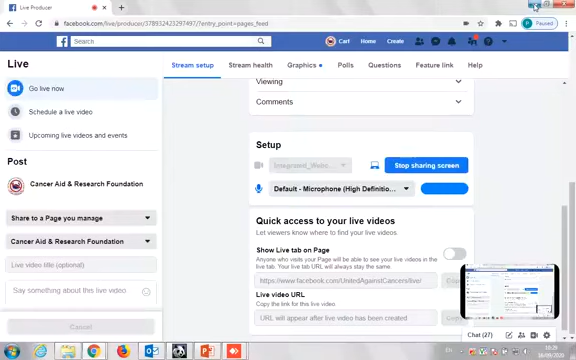 Live Producer
facebook.com/live/producer/378932423297497/?entry_point=pages_feed
P Paused
Search
Carf Home Create
Live
Stream setup Stream health Graphics Polls Questions Feature link Help
Go live now
Schedule a live video
Upcoming live videos and events
Viewing
Comments
Post
Cancer Aid & Research Foundation
Share to a Page you manage
Cancer Aid & Research Foundation
Live video title (optional)
Say something about this live video
Cancel
Setup
Stop sharing screen
Default - Microphone (High Definitio...
Quick access to your live videos
Let viewers know where to find your live videos.
Show Live tab on Page
Anyone who visits your Page will be able to see your live videos in the
live tab. Your live tab URL will always stay the same.
https://www.facebook.com/UnitedAgainstCancers/live/
Live video URL
Copy the link for this live video.
URL will appear after live video has been created
Chat (27)
EN